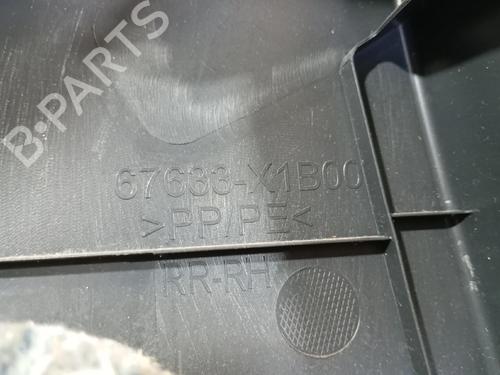 B-PARTS
67633-X1B00
>PP/PE<
RR-RH